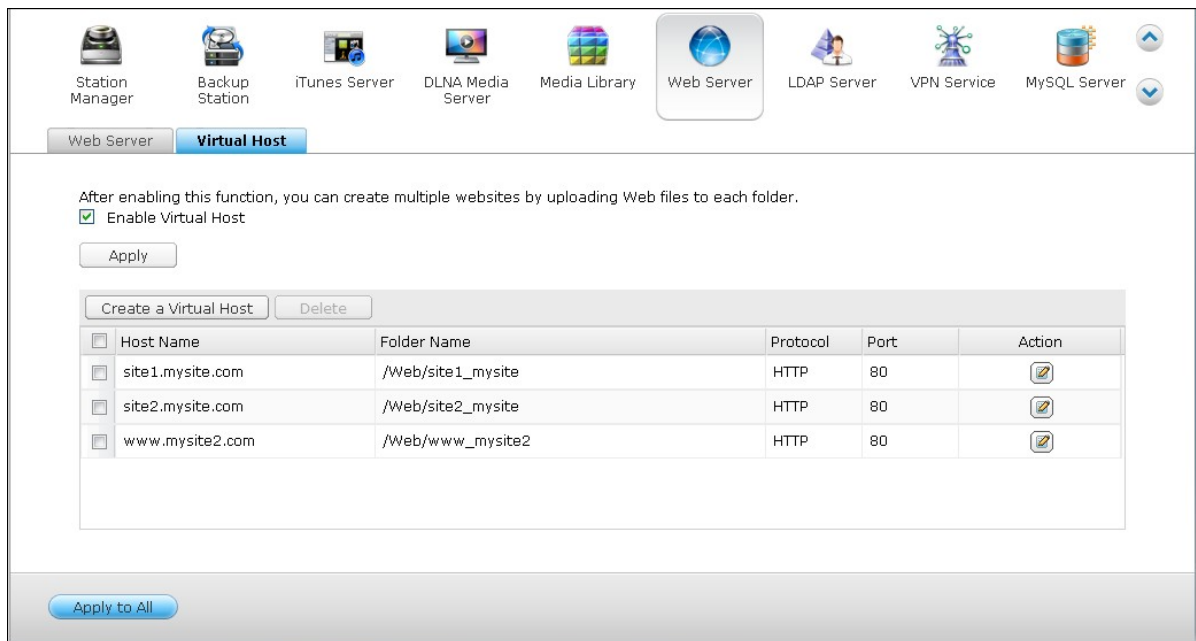 Station Manager
Backup Station
iTunes Server
DLNA Media Server
Media Library
Web Server
LDAP Server
VPN Service
MySQL Server
Web Server
Virtual Host
After enabling this function, you can create multiple websites by uploading Web files to each folder.
Enable Virtual Host
Apply
Create a Virtual Host
Delete
Host Name Folder Name Protocol Port Action
site1.mysite.com /Web/site1_mysite HTTP 80
site2.mysite.com /Web/site2_mysite HTTP 80
www.mysite2.com /Web/www_mysite2 HTTP 80
Apply to All